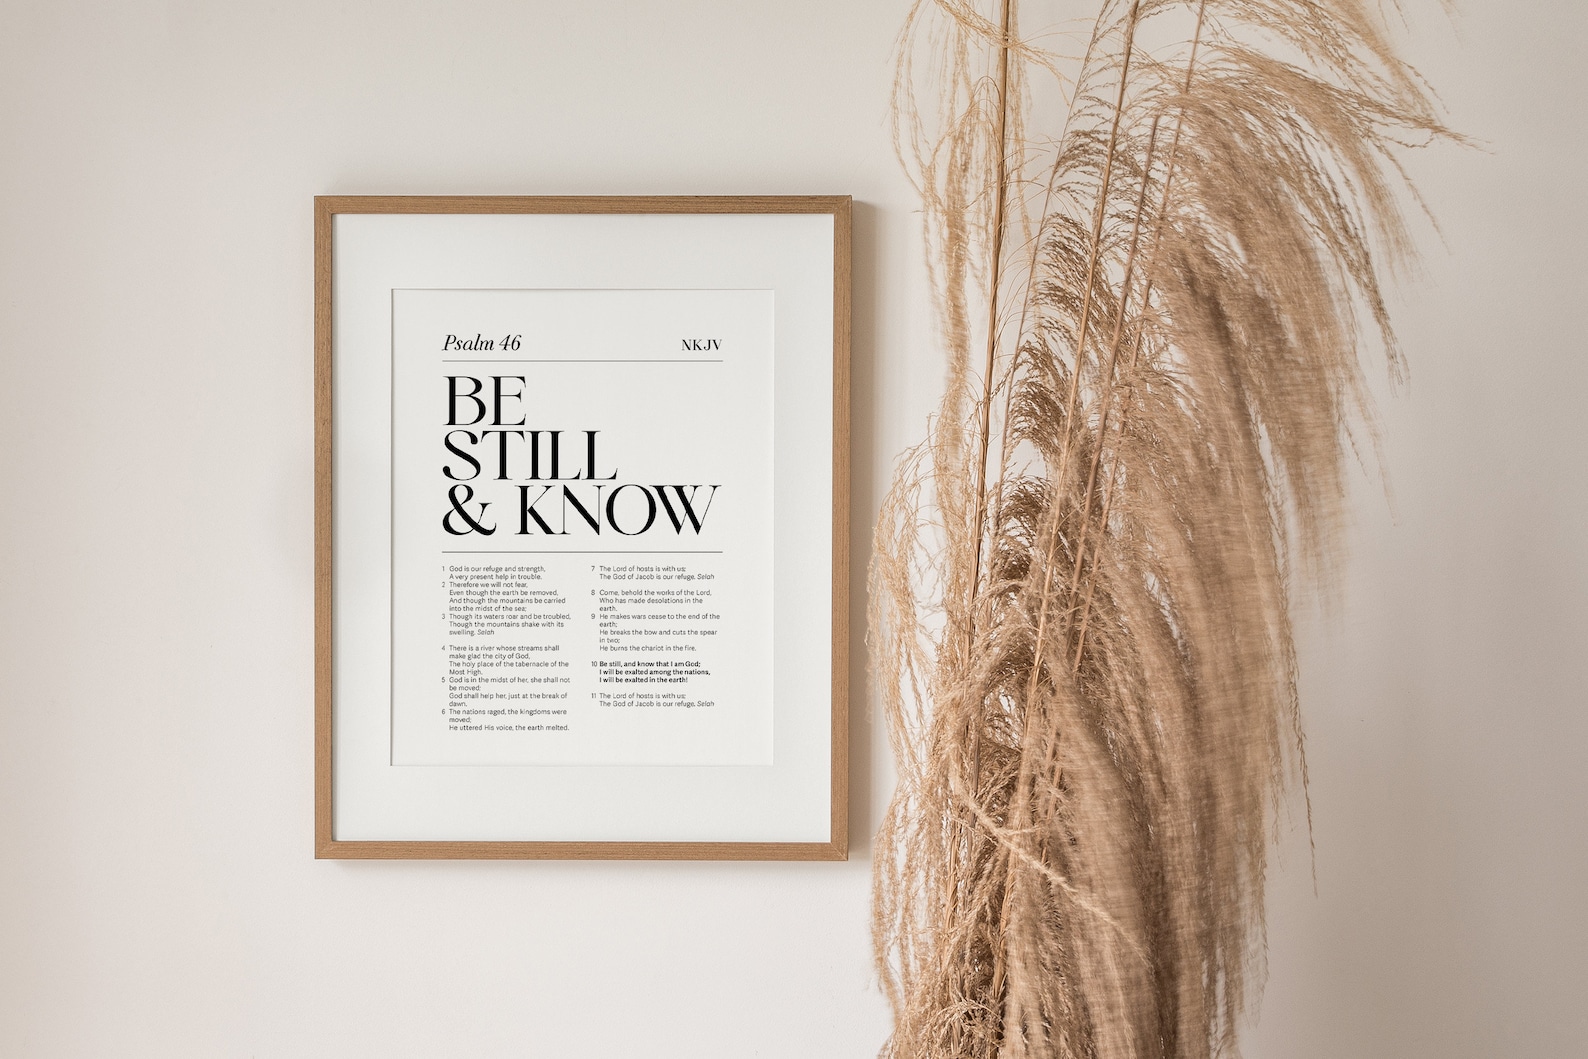 Psalm 46
NKJV
BE
STILL
& KNOW
1 God is our refuge and strength,
A very present help in trouble.
2 Therefore we will not fear,
Even though the earth be removed,
And though the mountains be carried
into the midst of the sea;
3 Though its waters roar and be troubled,
Though the mountains shake with its
swelling. Selah
4 There is a river whose streams shall
make glad the city of God,
The holy place of the tabernacle of the
Most High.
5 God is in the midst of her, she shall not
be moved;
God shall help her, just at the break of
dawn.
6 The nations raged, the kingdoms were
moved;
He uttered His voice, the earth melted.
7 The Lord of hosts is with us;
The God of Jacob is our refuge. Selah
8 Come, behold the works of the Lord,
Who has made desolations in the
earth.
9 He makes wars cease to the end of the
earth;
He breaks the bow and cuts the spear
in two;
He burns the chariot in the fire.
10 Be still, and know that I am God;
I will be exalted among the nations,
I will be exalted in the earth!
11 The Lord of hosts is with us;
The God of Jacob is our refuge. Selah